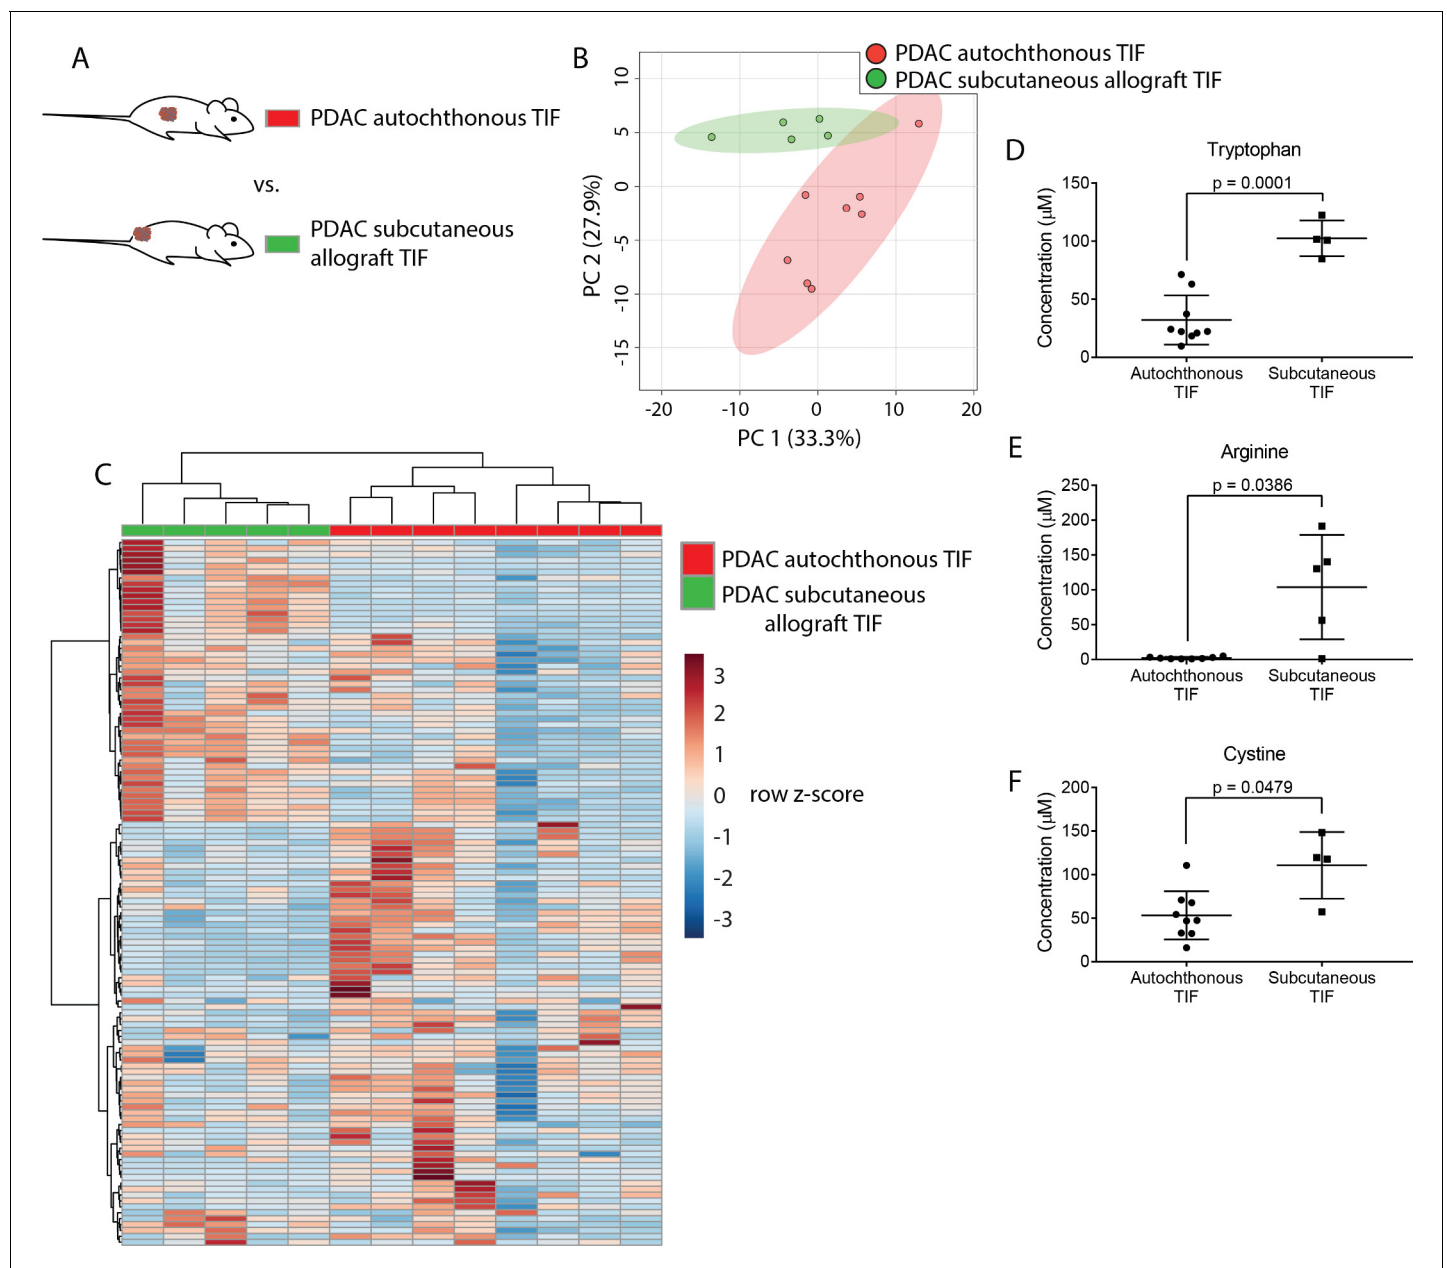 A
PDAC autochthonous TIF
vs.
PDAC subcutaneous
allograft TIF
B
PDAC autochthonous TIF
PDAC subcutaneous allograft TIF
10
5
0
-5
-10
-15
PC 2 (27.9%)
-20
-10
0
10
20
PC 1 (33.3%)
C
PDAC autochthonous TIF
PDAC subcutaneous
allograft TIF
3
2
1
0
-1
-2
-3
row z-score
D
Tryptophan
p = 0.0001
150
100
50
0
Concentration (μM)
Autochthonous
TIF
Subcutaneous
TIF
E
Arginine
p = 0.0386
250
200
150
100
50
0
Concentration (μM)
Autochthonous
TIF
Subcutaneous
TIF
F
Cystine
p = 0.0479
200
150
100
50
0
Concentration (μM)
Autochthonous
TIF
Subcutaneous
TIF